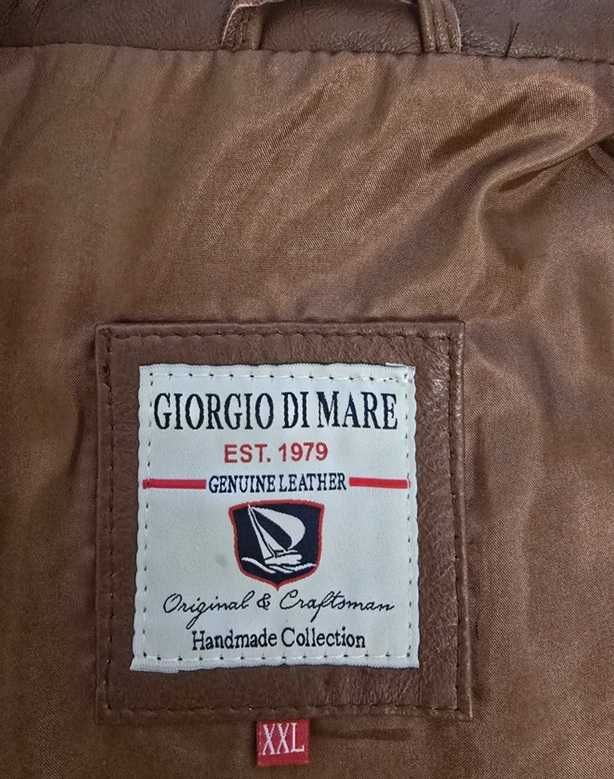 GIORGIO DI MARE
EST. 1979
GENUINE LEATHER
Original & Craftsman
Handmade Collection
XXL